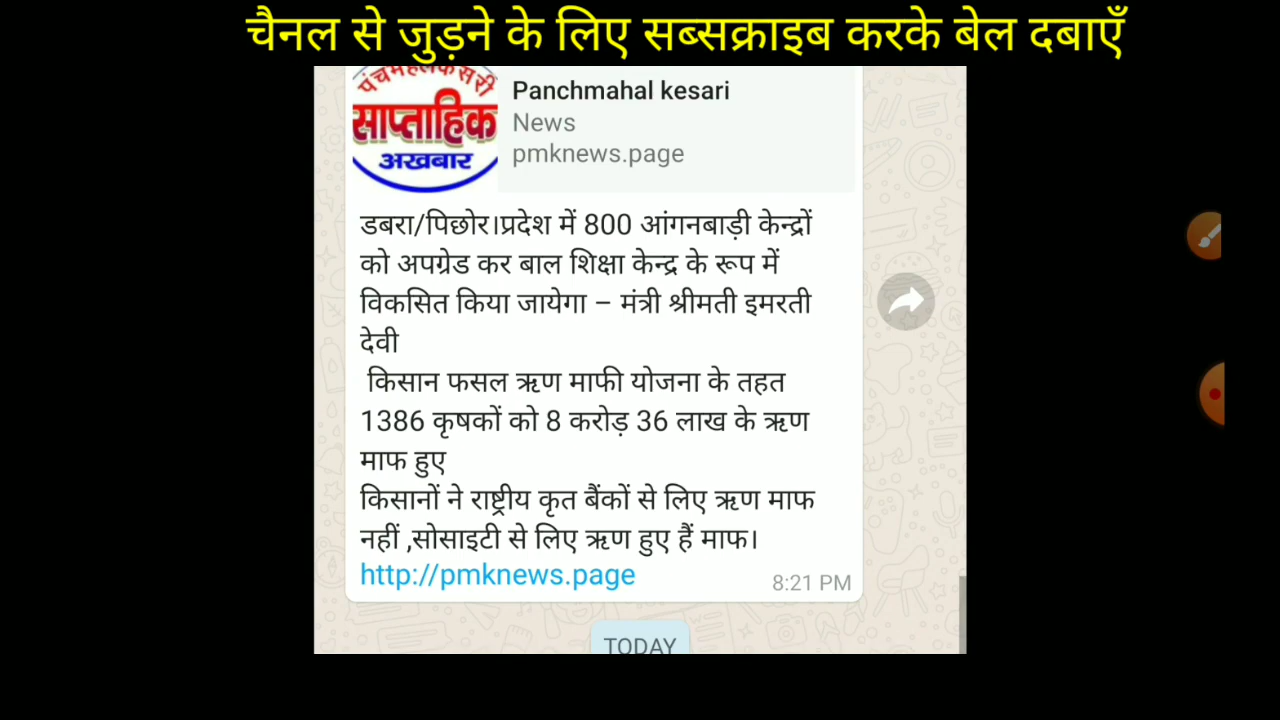 चैनल से जुड़ने के लिए सब्सक्राइब करके बेल दबाएँ
पंचमहलकेसरी
साप्ताहिक
अखबार
Panchmahal kesari
News
pmknews.page
डबरा/पिछोर।प्रदेश में 800 आंगनबाड़ी केन्द्रों
को अपग्रेड कर बाल शिक्षा केन्द्र के रूप में
विकसित किया जायेगा – मंत्री श्रीमती इमरती
देवी
किसान फसल ऋण माफी योजना के तहत
1386 कृषकों को 8 करोड़ 36 लाख के ऋण
माफ हुए
किसानों ने राष्ट्रीय कृत बैंकों से लिए ऋण माफ
नहीं ,सोसाइटी से लिए ऋण हुए हैं माफ।
http://pmknews.page
8:21 PM
TODAY